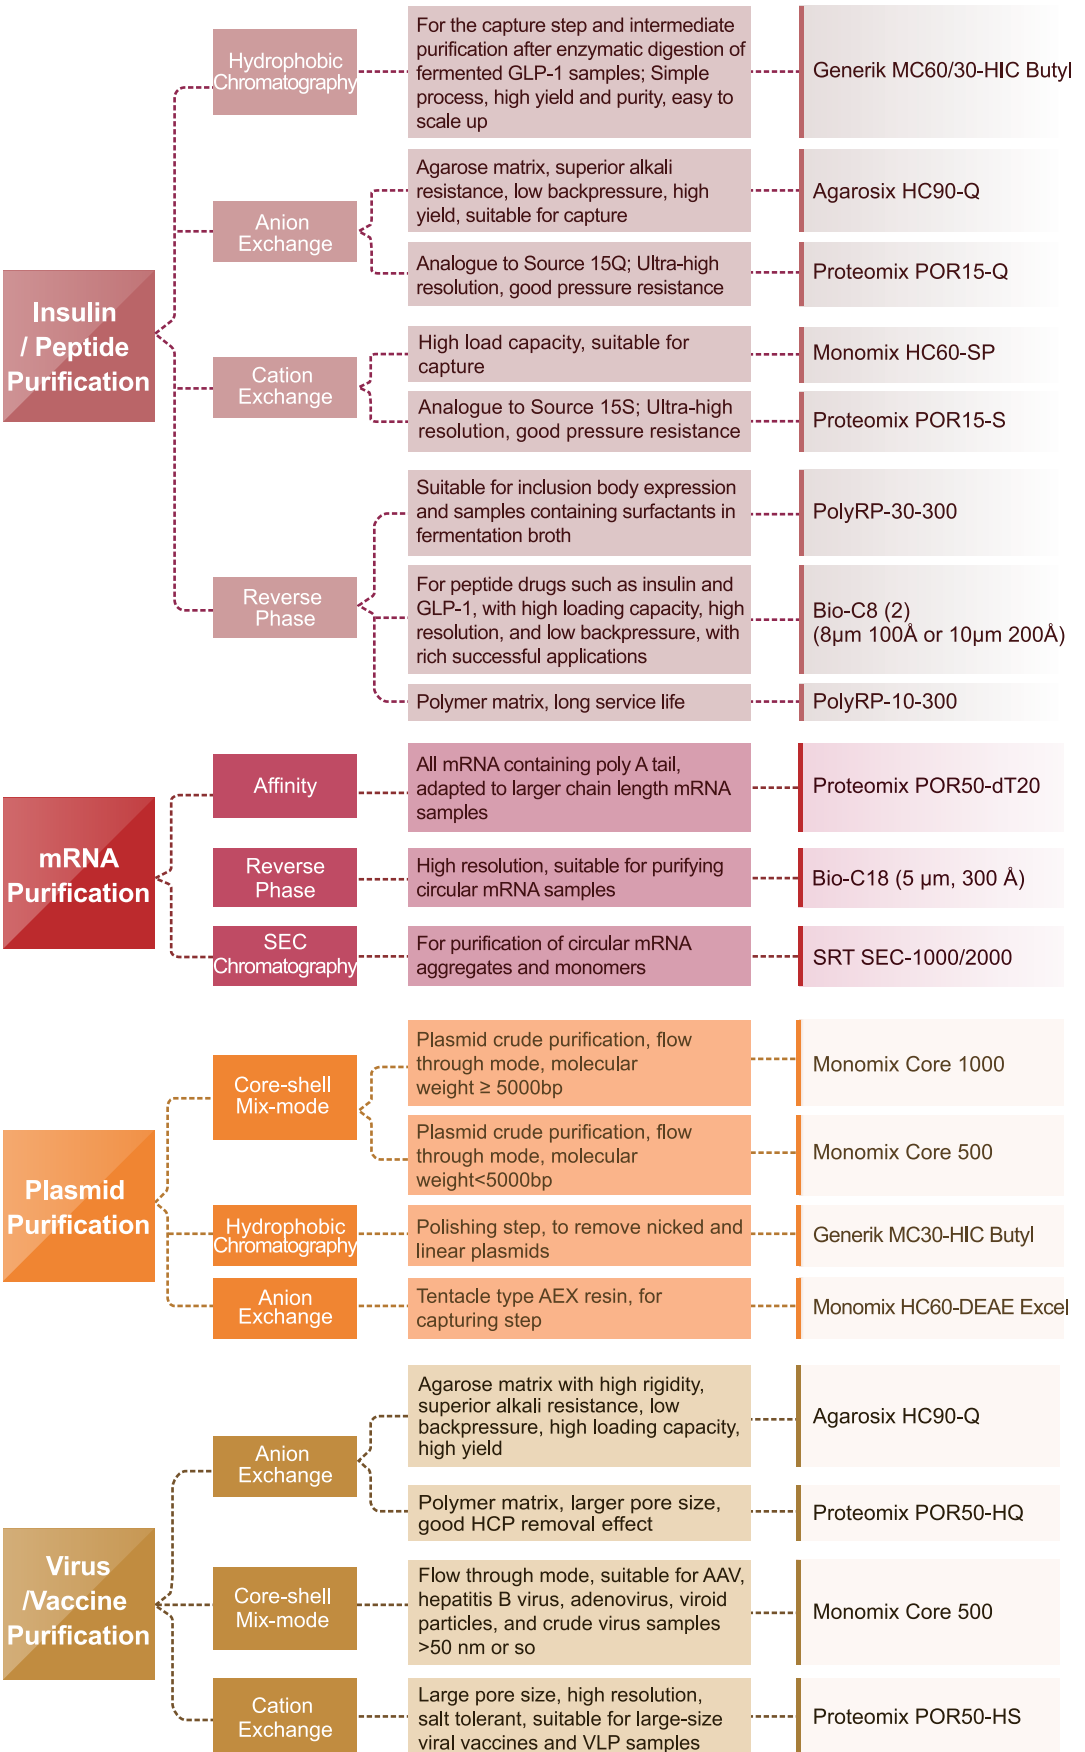 Insulin
/ Peptide
Purification
Hydrophobic
Chromatography
For the capture step and intermediate
purification after enzymatic digestion of
fermented GLP-1 samples; Simple
process, high yield and purity, easy to
scale up
Generik MC60/30-HIC Butyl
Anion
Exchange
Agarose matrix, superior alkali
resistance, low backpressure, high
yield, suitable for capture
Agarosix HC90-Q
Analogue to Source 15Q; Ultra-high
resolution, good pressure resistance
Proteomix POR15-Q
Cation
Exchange
High load capacity, suitable for
capture
Monomix HC60-SP
Analogue to Source 15S; Ultra-high
resolution, good pressure resistance
Proteomix POR15-S
Reverse
Phase
Suitable for inclusion body expression
and samples containing surfactants in
fermentation broth
PolyRP-30-300
For peptide drugs such as insulin and
GLP-1, with high loading capacity, high
resolution, and low backpressure, with
rich successful applications
Bio-C8 (2)
(8μm 100Å or 10μm 200Å)
Polymer matrix, long service life
PolyRP-10-300
mRNA
Purification
Affinity
All mRNA containing poly A tail,
adapted to larger chain length mRNA
samples
Proteomix POR50-dT20
Reverse
Phase
High resolution, suitable for purifying
circular mRNA samples
Bio-C18 (5 μm, 300 Å)
SEC
Chromatography
For purification of circular mRNA
aggregates and monomers
SRT SEC-1000/2000
Plasmid
Purification
Core-shell
Mix-mode
Plasmid crude purification, flow
through mode, molecular
weight ≥ 5000bp
Monomix Core 1000
Plasmid crude purification, flow
through mode, molecular
weight<5000bp
Monomix Core 500
Hydrophobic
Chromatography
Polishing step, to remove nicked and
linear plasmids
Generik MC30-HIC Butyl
Anion
Exchange
Tentacle type AEX resin, for
capturing step
Monomix HC60-DEAE Excel
Virus
/Vaccine
Purification
Anion
Exchange
Agarose matrix with high rigidity,
superior alkali resistance, low
backpressure, high loading capacity,
high yield
Agarosix HC90-Q
Polymer matrix, larger pore size,
good HCP removal effect
Proteomix POR50-HQ
Core-shell
Mix-mode
Flow through mode, suitable for AAV,
hepatitis B virus, adenovirus, viroid
particles, and crude virus samples
>50 nm or so
Monomix Core 500
Cation
Exchange
Large pore size, high resolution,
salt tolerant, suitable for large-size
viral vaccines and VLP samples
Proteomix POR50-HS